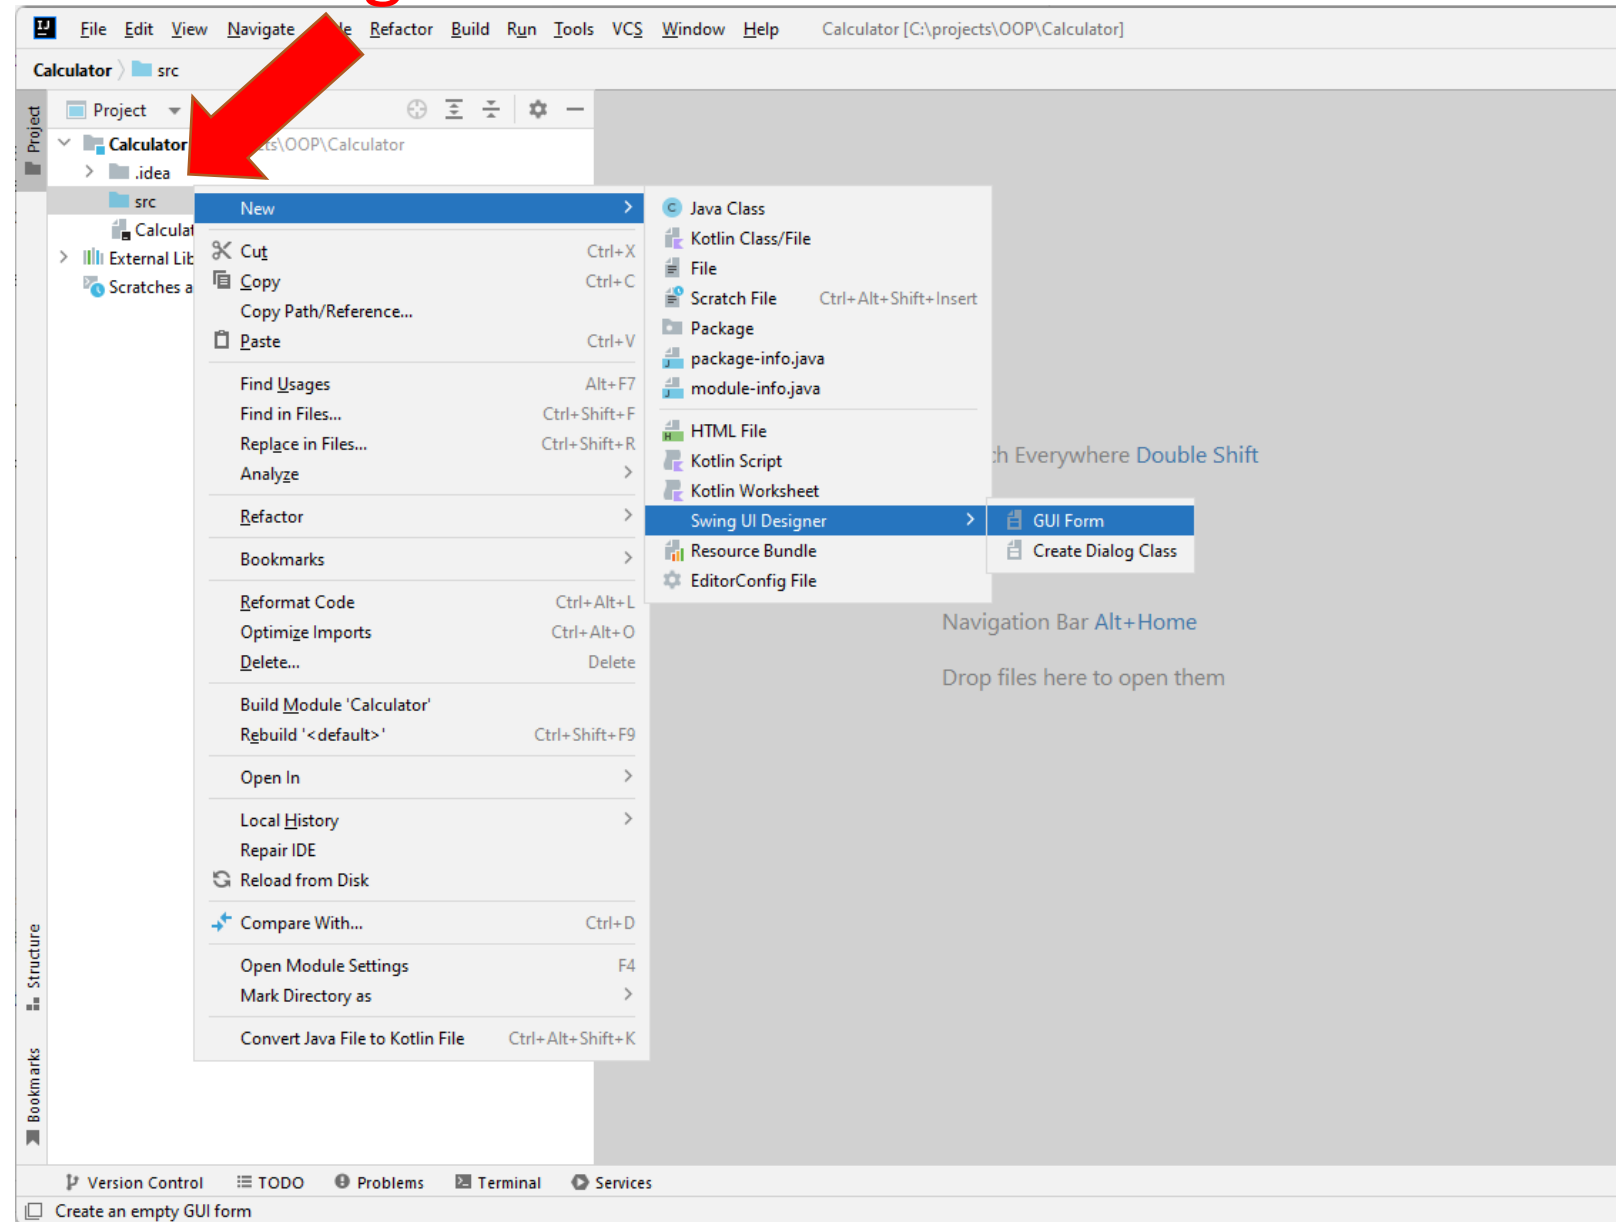 IJ File Edit View Navigate Refactor Build Run Tools VCS Window Help Calculator [C:\projects\OOP\Calculator]
Calculator src
Project
Project
Calculator OOP\Calculator
.idea
src
External Lib
Scratches a
New
Cut Ctrl+X
Copy Ctrl+C
Copy Path/Reference...
Paste Ctrl+V
Find Usages Alt+F7
Find in Files... Ctrl+Shift+F
Replace in Files... Ctrl+Shift+R
Analyze
Refactor
Bookmarks
Reformat Code Ctrl+Alt+L
Optimize Imports Ctrl+Alt+O
Delete... Delete
Build Module 'Calculator'
Rebuild '<default>' Ctrl+Shift+F9
Open In
Local History
Repair IDE
Reload from Disk
Compare With... Ctrl+D
Open Module Settings F4
Mark Directory as
Convert Java File to Kotlin File Ctrl+Alt+Shift+K
Java Class
Kotlin Class/File
File
Scratch File Ctrl+Alt+Shift+Insert
Package
package-info.java
module-info.java
HTML File
Kotlin Script
Kotlin Worksheet
Swing UI Designer
Resource Bundle
EditorConfig File
GUI Form
Create Dialog Class
Everywhere Double Shift
Navigation Bar Alt+Home
Drop files here to open them
Structure
Bookmarks
Version Control TODO Problems Terminal Services
Create an empty GUI form